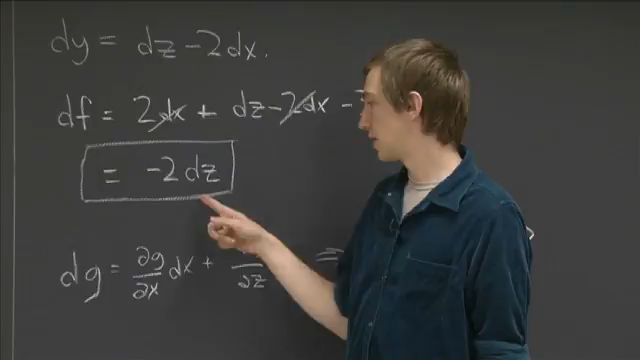 dy = dz - 2dx.
df = 2dx + dz - 2dx -
= -2dz
dg = ∂g/∂x dx + /∂z =